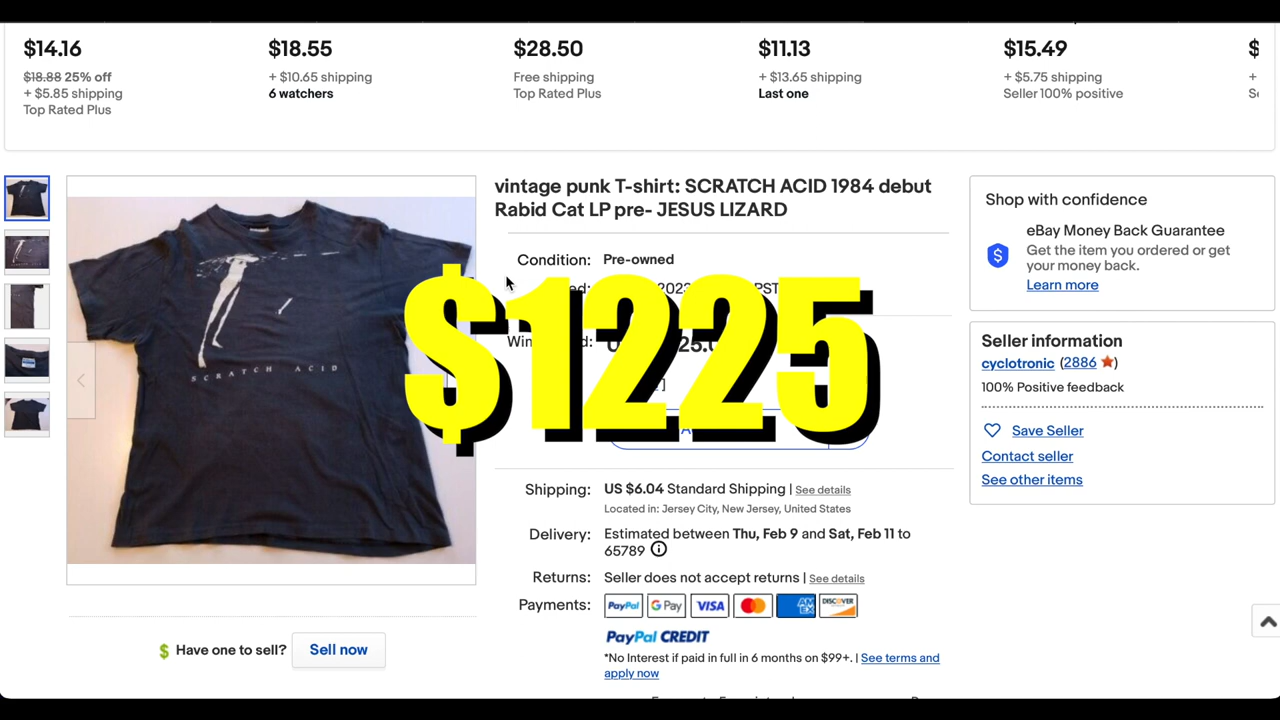 $14.16
$18.88 25% off
+ $5.85 shipping
Top Rated Plus
$18.55
+ $10.65 shipping
6 watchers
$28.50
Free shipping
Top Rated Plus
$11.13
+ $13.65 shipping
Last one
$15.49
+ $5.75 shipping
Seller 100% positive
$
+
vintage punk T-shirt: SCRATCH ACID 1984 debut
Rabid Cat LP pre- JESUS LIZARD
Condition: Pre-owned
$1225
SCRATCH ACID
Shipping: US $6.04 Standard Shipping | See details
Located in: Jersey City, New Jersey, United States
Delivery: Estimated between Thu, Feb 9 and Sat, Feb 11 to
65789
Returns: Seller does not accept returns | See details
Payments: PayPal G Pay VISA mastercard AMEX DISCOVER
PayPal CREDIT
*No Interest if paid in full in 6 months on $99+. | See terms and
apply now
Have one to sell? Sell now
Shop with confidence
eBay Money Back Guarantee
Get the item you ordered or get
your money back.
Learn more
Seller information
cyclotronic (2886)
100% Positive feedback
Save Seller
Contact seller
See other items